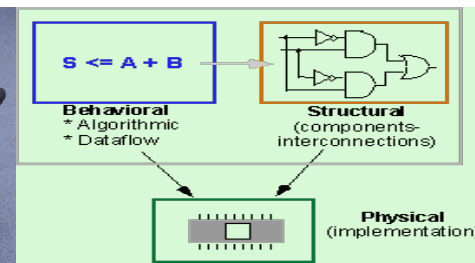 S <= A + B
Behavioral
* Algorithmic
* Dataflow
Structural
(components-
interconnections)
Physical
(implementation)